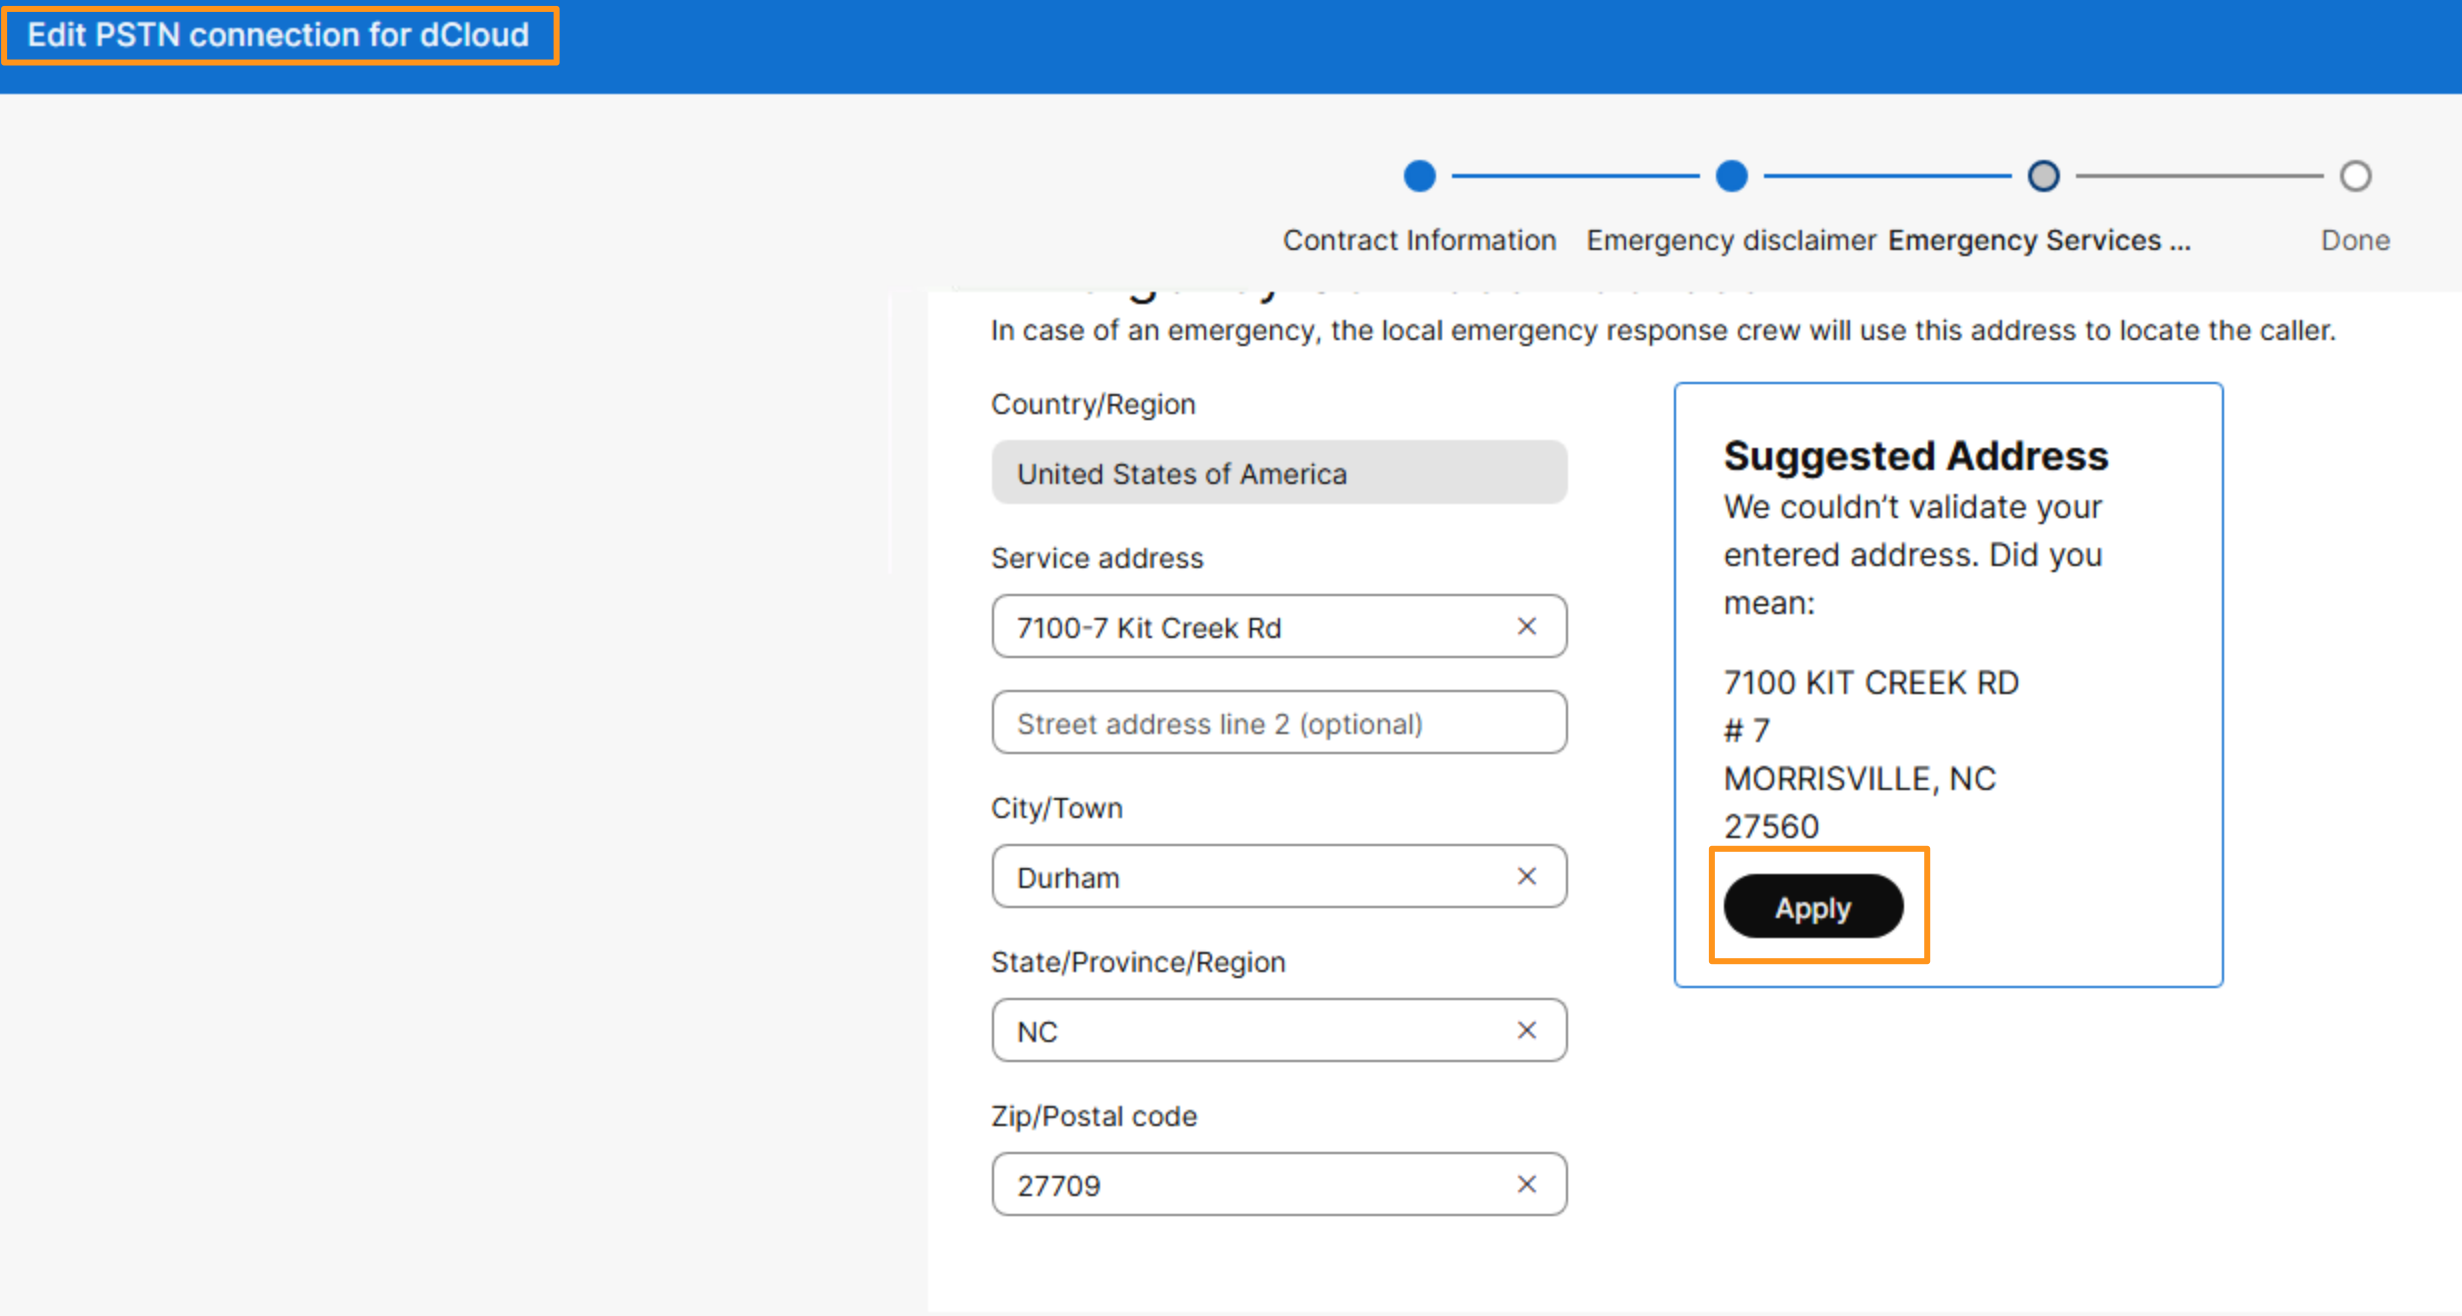 Edit PSTN connection for dCloud
Contract Information
Emergency disclaimer
Emergency Services ...
Done
In case of an emergency, the local emergency response crew will use this address to locate the caller.
Country/Region
United States of America
Service address
7100-7 Kit Creek Rd
Street address line 2 (optional)
City/Town
Durham
State/Province/Region
NC
Zip/Postal code
27709
Suggested Address
We couldn’t validate your
entered address. Did you
mean:
7100 KIT CREEK RD
# 7
MORRISVILLE, NC
27560
Apply